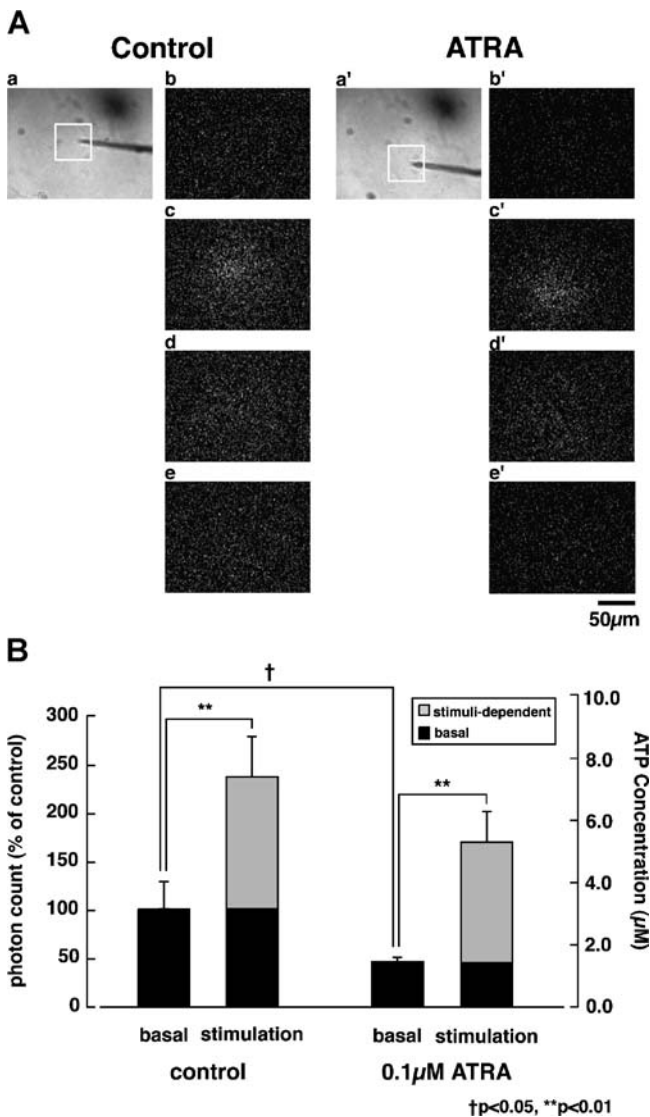 A
Control
ATRA
a
b
a'
b'
c
c'
d
d'
e
e'
50µm
B
†
**
**
stimuli-dependent
basal
photon count (% of control)
300
250
200
150
100
50
0
ATP Concentration (µM)
10.0
8.0
6.0
4.0
2.0
0.0
basal stimulation
basal stimulation
control
0.1µM ATRA
†p<0.05, **p<0.01